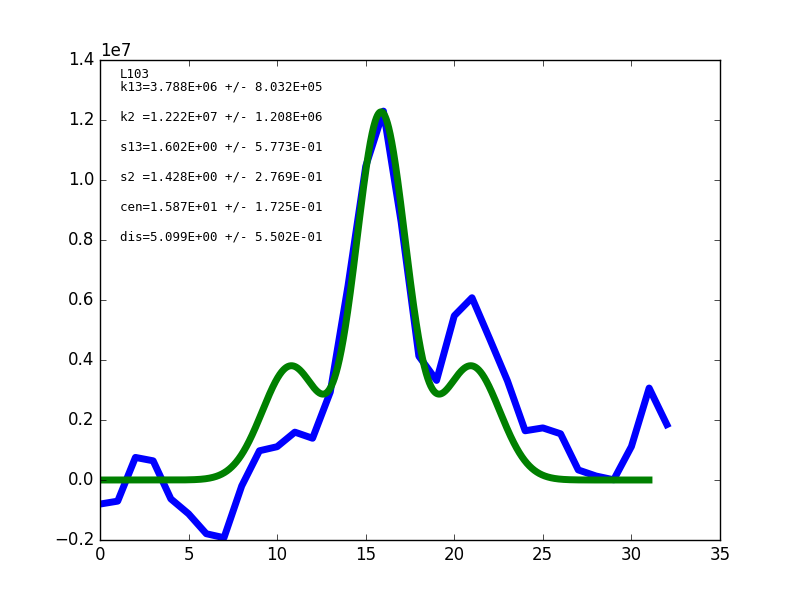 1e7
L103
k13=3.788E+06 +/- 8.032E+05
k2 =1.222E+07 +/- 1.208E+06
s13=1.602E+00 +/- 5.773E-01
s2 =1.428E+00 +/- 2.769E-01
cen=1.587E+01 +/- 1.725E-01
dis=5.099E+00 +/- 5.502E-01
1.4
1.2
1.0
0.8
0.6
0.4
0.2
0.0
−0.2
0 5 10 15 20 25 30 35